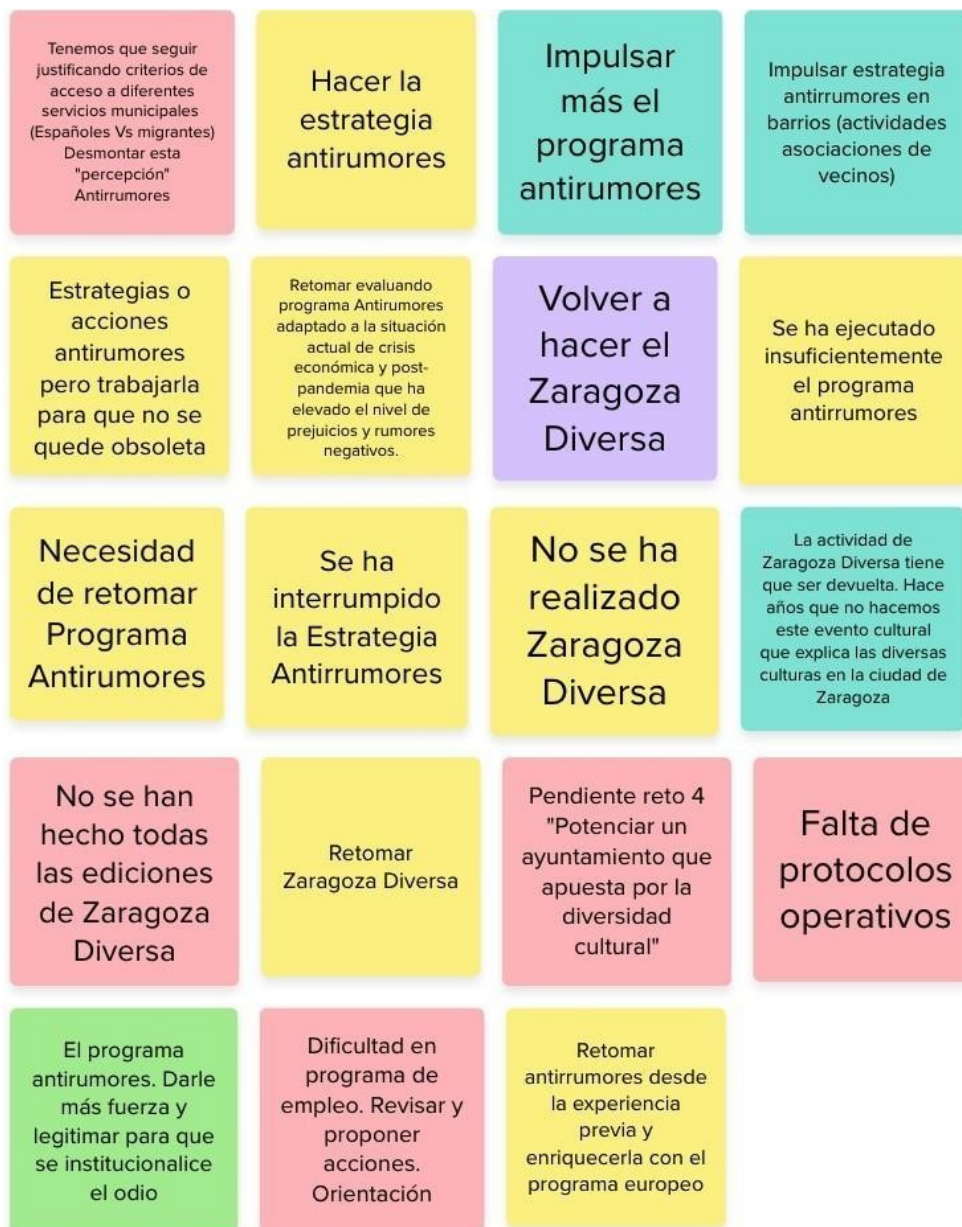 Tenemos que seguir
justificando criterios de
acceso a diferentes
servicios municipales
(Españoles Vs migrantes)
Desmontar esta
"percepción"
Antirrumores
Hacer la
estrategia
antirumores
Impulsar
más el
programa
antirumores
Impulsar estrategia
antirrumores en
barrios (actividades
asociaciones de
vecinos)
Estrategias o
acciones
antirumores
pero trabajarla
para que no se
quede obsoleta
Retomar evaluando
programa Antirumores
adaptado a la situación
actual de crisis
económica y post-
pandemia que ha
elevado el nivel de
prejuicios y rumores
negativos.
Volver a
hacer el
Zaragoza
Diversa
Se ha ejecutado
insuficientemente
el programa
antirrumores
Necesidad
de retomar
Programa
Antirumores
Se ha
interrumpido
la Estrategia
Antirrumores
No se ha
realizado
Zaragoza
Diversa
La actividad de
Zaragoza Diversa tiene
que ser devuelta. Hace
años que no hacemos
este evento cultural
que explica las diversas
culturas en la ciudad de
Zaragoza
No se han
hecho todas
las ediciones
de Zaragoza
Diversa
Retomar
Zaragoza Diversa
Pendiente reto 4
"Potenciar un
ayuntamiento que
apuesta por la
diversidad
cultural"
Falta de
protocolos
operativos
El programa
antirumores. Darle
más fuerza y
legitimar para que
se institucionalice
el odio
Dificultad en
programa de
empleo. Revisar y
proponer
acciones.
Orientación
Retomar
antirrumores desde
la experiencia
previa y
enriquecerla con el
programa europeo